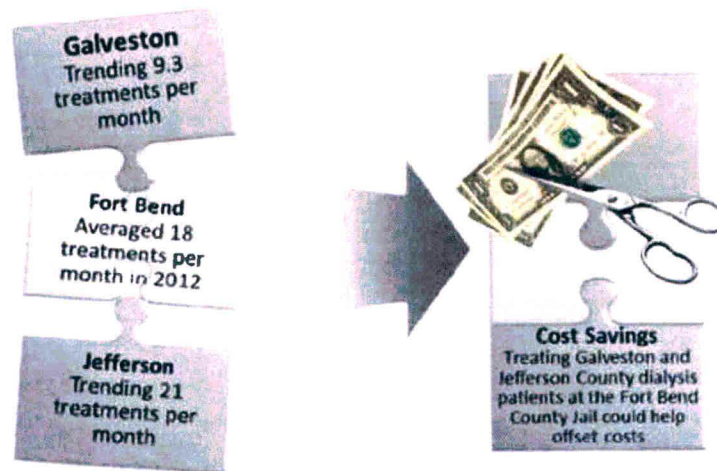 Galveston
Trending 9.3
treatments per
month
Fort Bend
Averaged 18
treatments per
month in 2012
Jefferson
Trending 21
treatments per
month
Cost Savings
Treating Galveston and
Jefferson County dialysis
patients at the Fort Bend
County Jail could help
offset costs